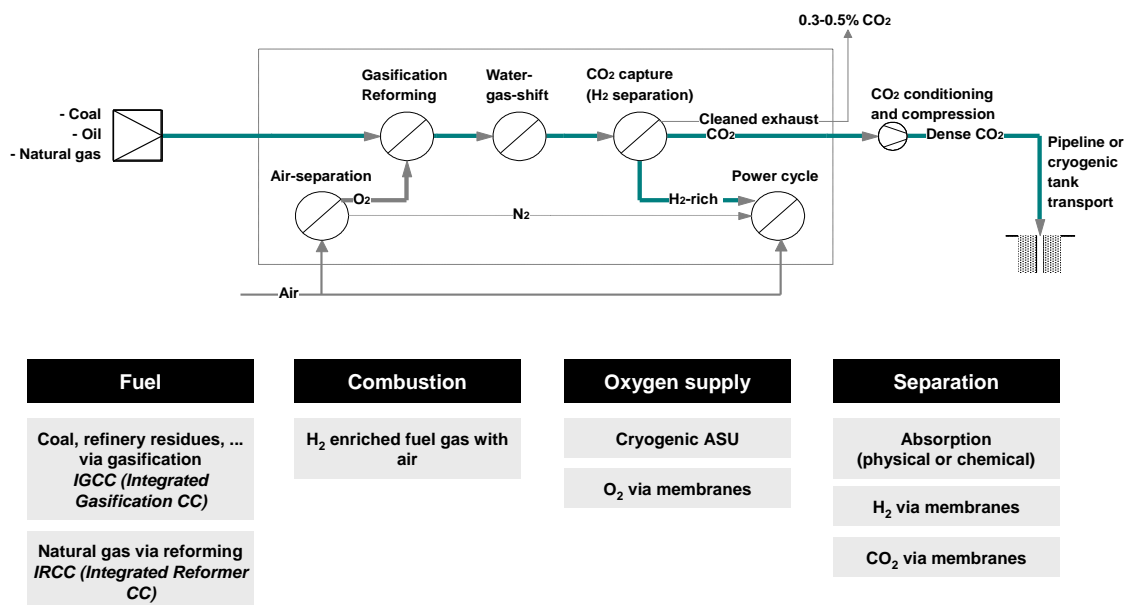 0.3-0.5% CO2
Gasification
Reforming
Water-
gas-shift
CO2 capture
(H2 separation)
CO2 conditioning
and compression
- Coal
- Oil
- Natural gas
Cleaned exhaust
CO2
Dense CO2
Pipeline or
cryogenic
tank
transport
Air-separation
O2
H2-rich
Power cycle
N2
Air
Fuel
Coal, refinery residues, ...
via gasification
IGCC (Integrated
Gasification CC)
Natural gas via reforming
IRCC (Integrated Reformer
CC)
Combustion
H2 enriched fuel gas with
air
Oxygen supply
Cryogenic ASU
O2 via membranes
Separation
Absorption
(physical or chemical)
H2 via membranes
CO2 via membranes